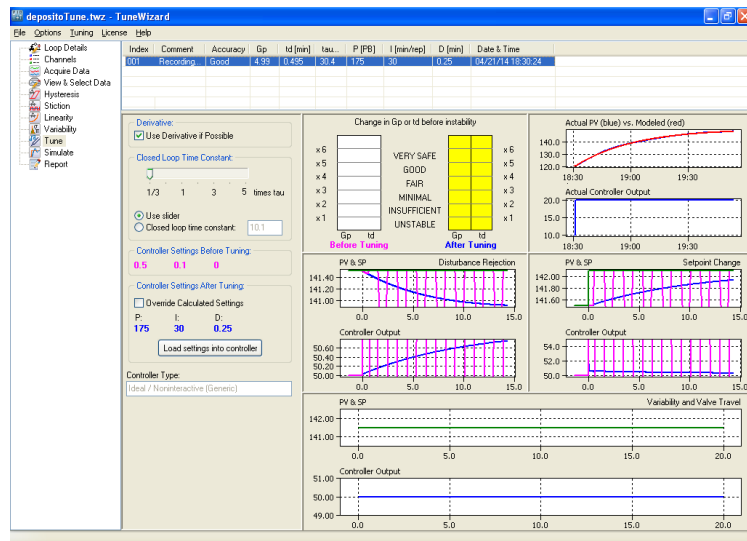 depositoTune.twz - TuneWizard
File Options Tuning License Help
Loop Details
Channels
Acquire Data
View & Select Data
Hysteresis
Stiction
Linearity
Variability
Tune
Simulate
Report
Index Comment Accuracy Gp td [min] tau... P [PB] I [min/rep] D [min] Date & Time
001 Recording... Good 4.99 0.495 30.4 175 30 0.25 04/21/14 18:30:24
Derivative:
Use Derivative if Possible
Closed Loop Time Constant:
1/3 1 3 5 times tau
Use slider
Closed loop time constant: 10.1
Controller Settings Before Tuning:
0.5 0.1 0
Controller Settings After Tuning:
Override Calculated Settings
P: I: D:
175 30 0.25
Load settings into controller
Controller Type:
Ideal / Noninteractive (Generic)
Change in Gp or td before instability
x 6 VERY SAFE x 6
x 5 GOOD x 5
x 4 FAIR x 4
x 3 MINIMAL x 3
x 2 INSUFFICIENT x 2
x 1 UNSTABLE x 1
Gp td Gp td
Before Tuning After Tuning
Actual PV (blue) vs. Modeled (red)
140.0
130.0
120.0
18:30 19:00 19:30
Actual Controller Output
20.0
15.0
10.0
18:30 19:00 19:30
PV & SP Disturbance Rejection
141.40
141.20
141.00
0.0 5.0 10.0 15.0
Controller Output
50.60
50.40
50.20
50.00
0.0 5.0 10.0 15.0
PV & SP Setpoint Change
142.00
141.80
141.60
0.0 5.0 10.0 15.0
Controller Output
54.0
52.0
50.0
0.0 5.0 10.0 15.0
PV & SP Variability and Valve Travel
142.00
141.00
0.0 5.0 10.0 15.0 20.0
Controller Output
51.00
50.00
49.00
0.0 5.0 10.0 15.0 20.0